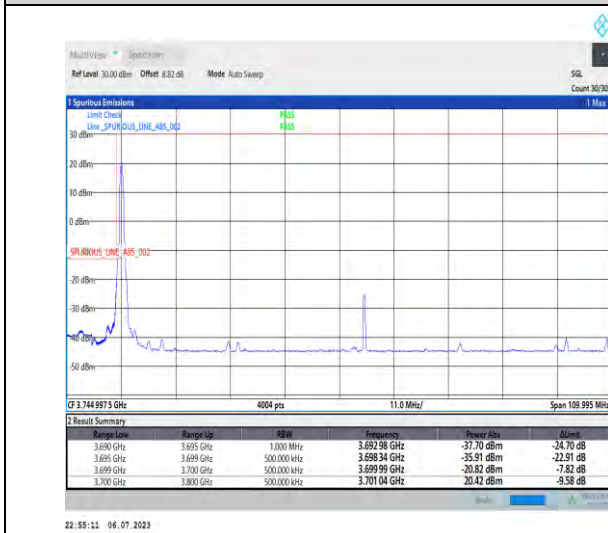 MultiView Spectrum
Ref Level 30.00 dBm Offset 8.82 dB Mode Auto Sweep SGL
Count 30/30
1 Spurious Emissions 1 Max
Limit Check PASS
Line _SPURIOUS_LINE_ABS_002 PASS
30 dBm
20 dBm
10 dBm
0 dBm
SPURIOUS_LINE_ABS_002
-20 dBm
-30 dBm
-40 dBm
-50 dBm
CF 3.744 997 5 GHz 4004 pts 11.0 MHz/ Span 109.995 MHz
2 Result Summary
Range Low Range Up RBW Frequency Power Abs ΔLimit
3.690 GHz 3.695 GHz 1.000 MHz 3.692 98 GHz -37.70 dBm -24.70 dB
3.695 GHz 3.699 GHz 500.000 kHz 3.698 34 GHz -35.91 dBm -22.91 dB
3.699 GHz 3.700 GHz 500.000 kHz 3.699 99 GHz -20.82 dBm -7.82 dB
3.700 GHz 3.800 GHz 500.000 kHz 3.701 04 GHz 20.42 dBm -9.58 dB
22:55:11 06.07.2023